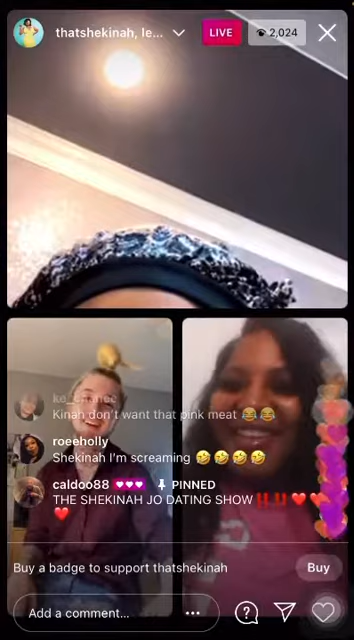 thatshekinah, le...
LIVE
2,024
Kinah don't want that pink meat 😂😂
roeeholly
Shekinah I'm screaming 🤣🤣🤣🤣
caldoo88 PINNED
THE SHEKINAH JO DATING SHOW‼️‼️❤️❤️
❤️
Buy a badge to support thatshekinah
Buy
Add a comment...